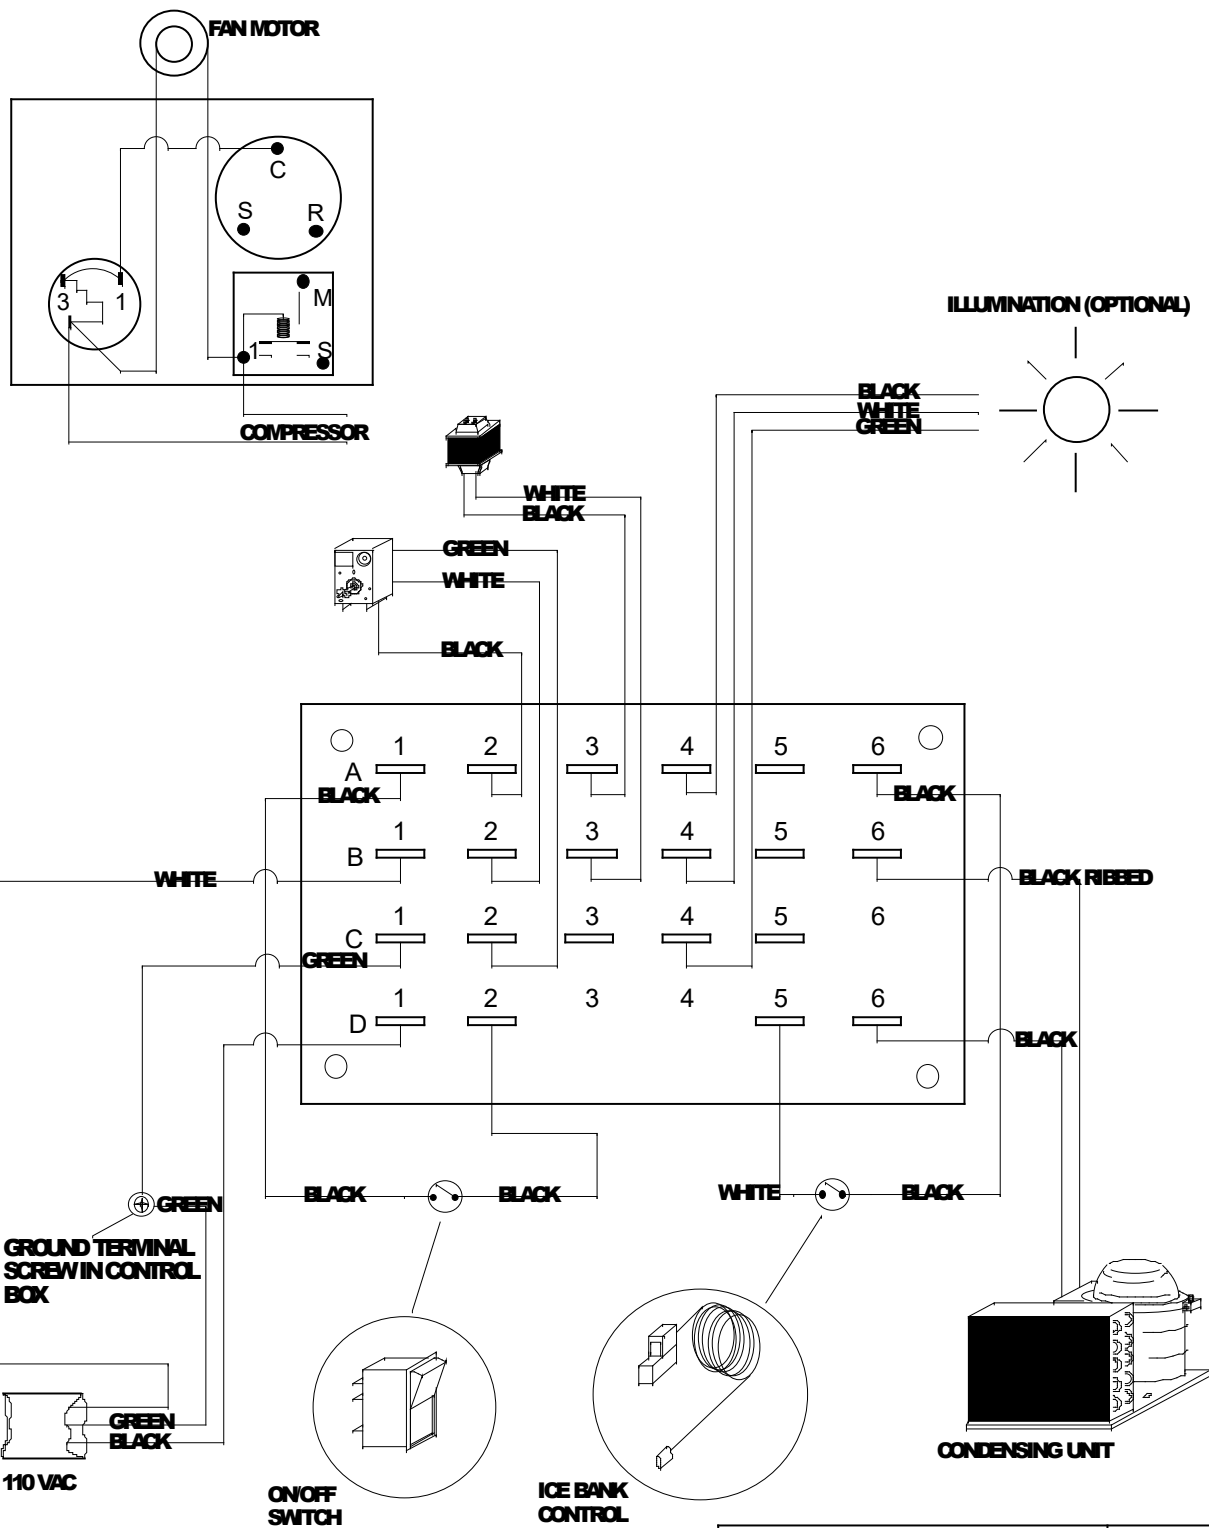 FAN MOTOR
C
S R
3 1
M
1 S
COMPRESSOR
ILLUMINATION (OPTIONAL)
BLACK
WHITE
GREEN
WHITE
BLACK
GREEN
WHITE
BLACK
1 2 3 4 5 6
A
BLACK BLACK
1 2 3 4 5 6
B
WHITE BLACK RIBBED
1 2 3 4 5 6
C
GREEN
1 2 3 4 5 6
D
BLACK
BLACK BLACK WHITE BLACK
GREEN
GROUND TERMINAL
SCREW IN CONTROL
BOX
GREEN
BLACK
110 VAC
ON/OFF
SWITCH
ICE BANK
CONTROL
CONDENSING UNIT